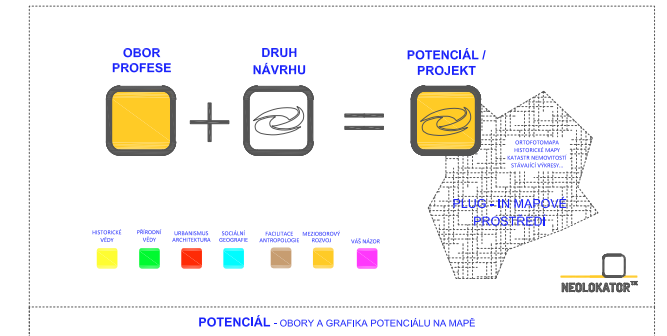 OBOR
PROFESE
DRUH
NÁVRHU
POTENCIÁL /
PROJEKT
ORTOFOTOMAPA
HISTORICKÉ MAPY
KATASTR NEMOVITOSTÍ
STÁVAJÍCÍ VÝKRESY...
PLUG - IN MAPOVÉ
PROSTŘEDÍ
HISTORICKÉ
VĚDY
PŘÍRODNÍ
VĚDY
URBANISMUS
ARCHITEKTURA
SOCIÁLNÍ
GEOGRAFIE
FACILITACE
ANTROPOLOGIE
MEZIOBOROVÝ
ROZVOJ
VÁŠ NÁZOR
NEOLOKATOR™
POTENCIÁL - OBORY A GRAFIKA POTENCIÁLU NA MAPĚ